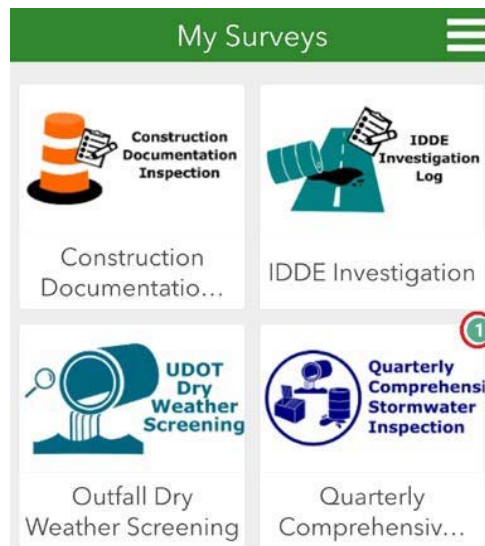 My Surveys
Construction
Documentation
Inspection
IDDE
Investigation
Log
Construction
Documentatio...
IDDE Investigation
1
UDOT
Dry
Weather
Screening
Quarterly
Comprehensi
Stormwater
Inspection
Outfall Dry
Weather Screening
Quarterly
Comprehensiv...